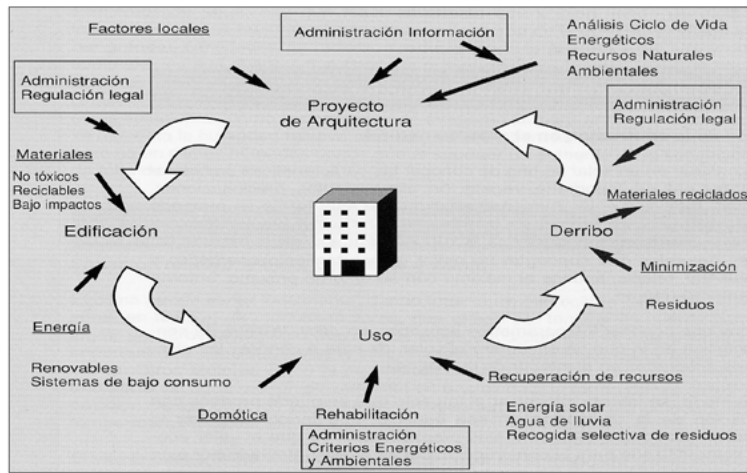 Factores locales
Administración Información
Análisis Ciclo de Vida
Energéticos
Recursos Naturales
Ambientales
Administración
Regulación legal
Proyecto
de Arquitectura
Administración
Regulación legal
Materiales
No tóxicos
Reciclables
Bajo impactos
Materiales reciclados
Edificación
Derribo
Minimización
Residuos
Energía
Renovables
Sistemas de bajo consumo
Uso
Recuperación de recursos
Energía solar
Agua de lluvia
Recogida selectiva de residuos
Domótica
Rehabilitación
Administración
Criterios Energéticos
y Ambientales